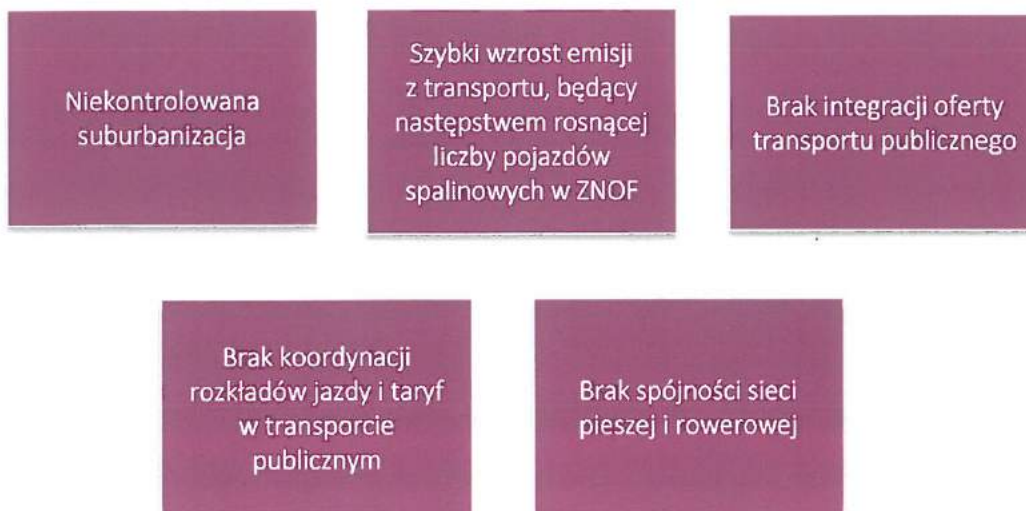 Niekontrolowana
suburbanizacja
Szybki wzrost emisji
z transportu, będący
następstwem rosnącej
liczby pojazdów
spalinowych w ZNOF
Brak integracji oferty
transportu publicznego
Brak koordynacji
rozkładów jazdy i taryf
w transporcie
publicznym
Brak spójności sieci
pieszej i rowerowej